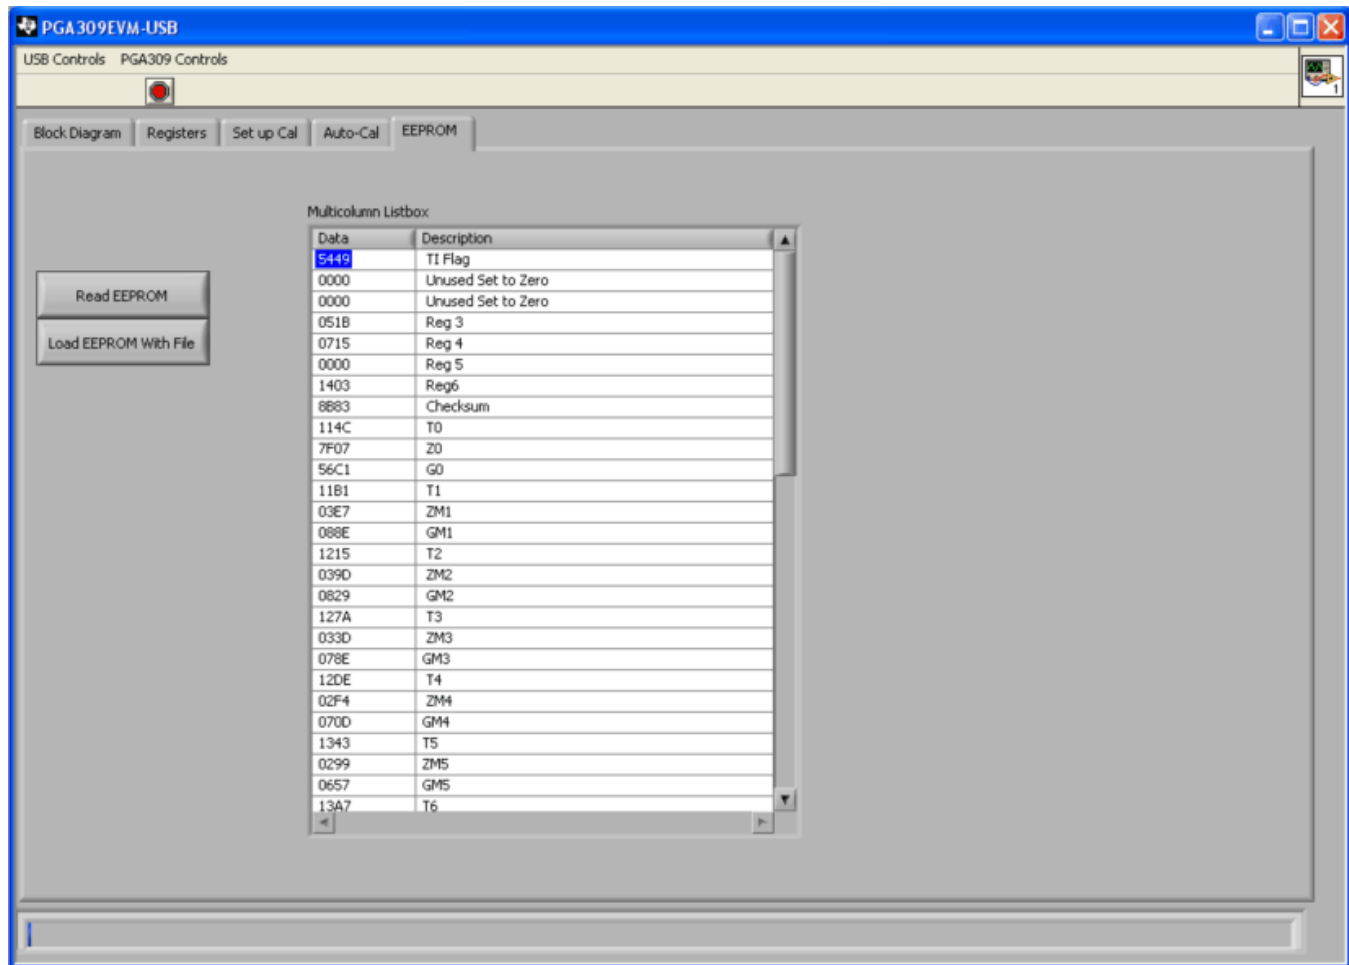 PGA309EVM-USB
USB Controls PGA309 Controls
1
Block Diagram Registers Set up Cal Auto-Cal EEPROM
Multicolumn Listbox
Data Description
5449 TI Flag
0000 Unused Set to Zero
0000 Unused Set to Zero
051B Reg 3
0715 Reg 4
0000 Reg 5
1403 Reg6
8B83 Checksum
114C T0
7F07 Z0
56C1 G0
11B1 T1
03E7 ZM1
088E GM1
1215 T2
039D ZM2
0829 GM2
127A T3
033D ZM3
078E GM3
12DE T4
02F4 ZM4
070D GM4
1343 T5
0299 ZM5
0657 GM5
13A7 T6
Read EEPROM
Load EEPROM With File